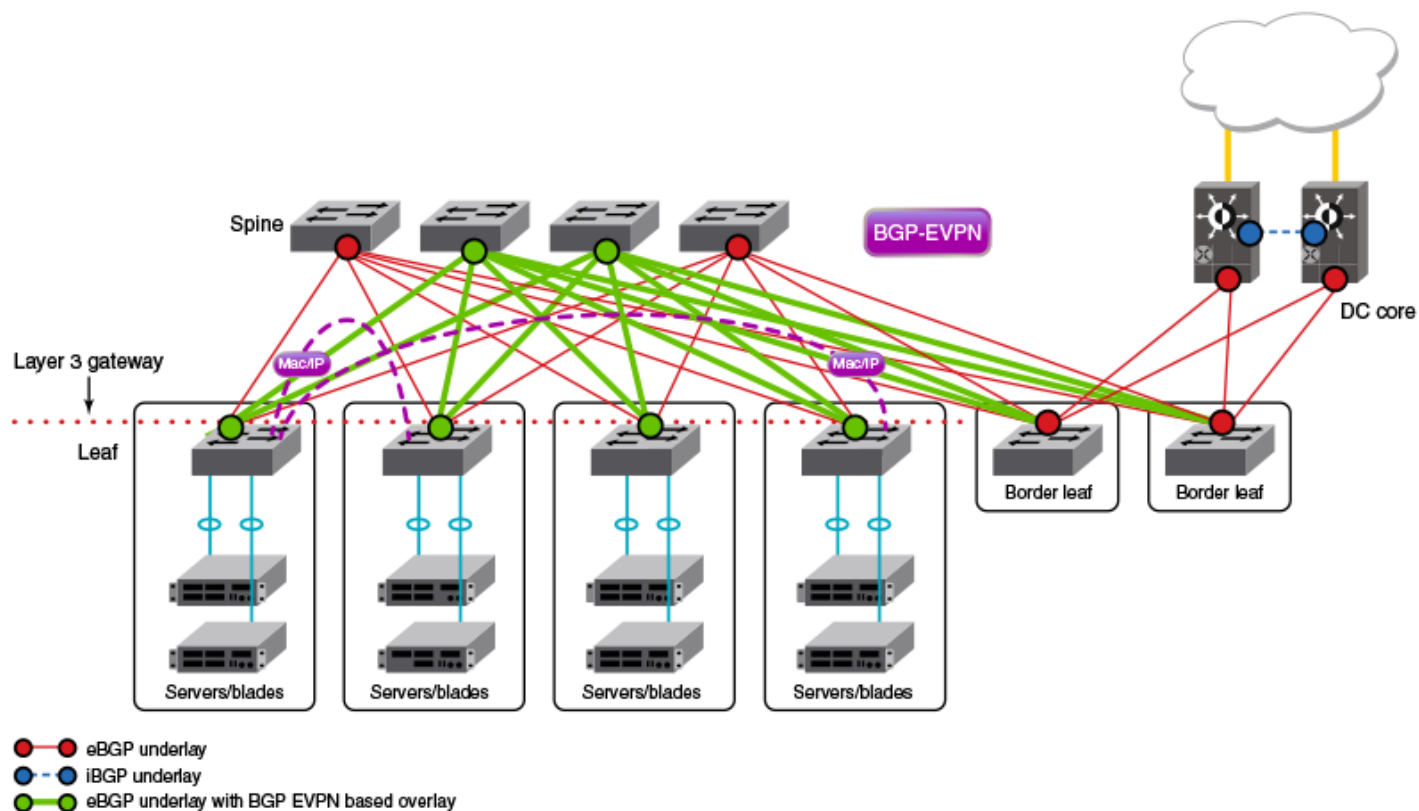 Spine
BGP-EVPN
DC core
Layer 3 gateway
Mac/IP
Mac/IP
Leaf
Border leaf
Border leaf
Servers/blades
Servers/blades
Servers/blades
Servers/blades
eBGP underlay
iBGP underlay
eBGP underlay with BGP EVPN based overlay